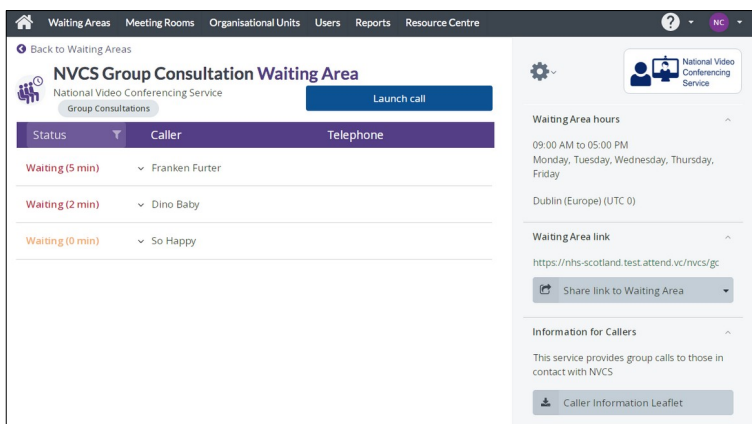 Waiting Areas Meeting Rooms Organisational Units Users Reports Resource Centre ? NC
Back to Waiting Areas
NVCS Group Consultation Waiting Area
National Video Conferencing Service
Group Consultations
Launch call
Status Caller Telephone
Waiting (5 min) Franken Furter
Waiting (2 min) Dino Baby
Waiting (0 min) So Happy
National Video
Conferencing
Service
Waiting Area hours
09:00 AM to 05:00 PM
Monday, Tuesday, Wednesday, Thursday,
Friday
Dublin (Europe) (UTC 0)
Waiting Area link
https://nhs-scotland.test.attend.vc/nvcs/gc
Share link to Waiting Area
Information for Callers
This service provides group calls to those in
contact with NVCS
Caller Information Leaflet